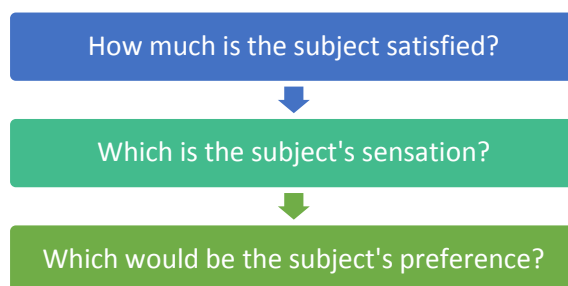 How much is the subject satisfied?
Which is the subject's sensation?
Which would be the subject's preference?